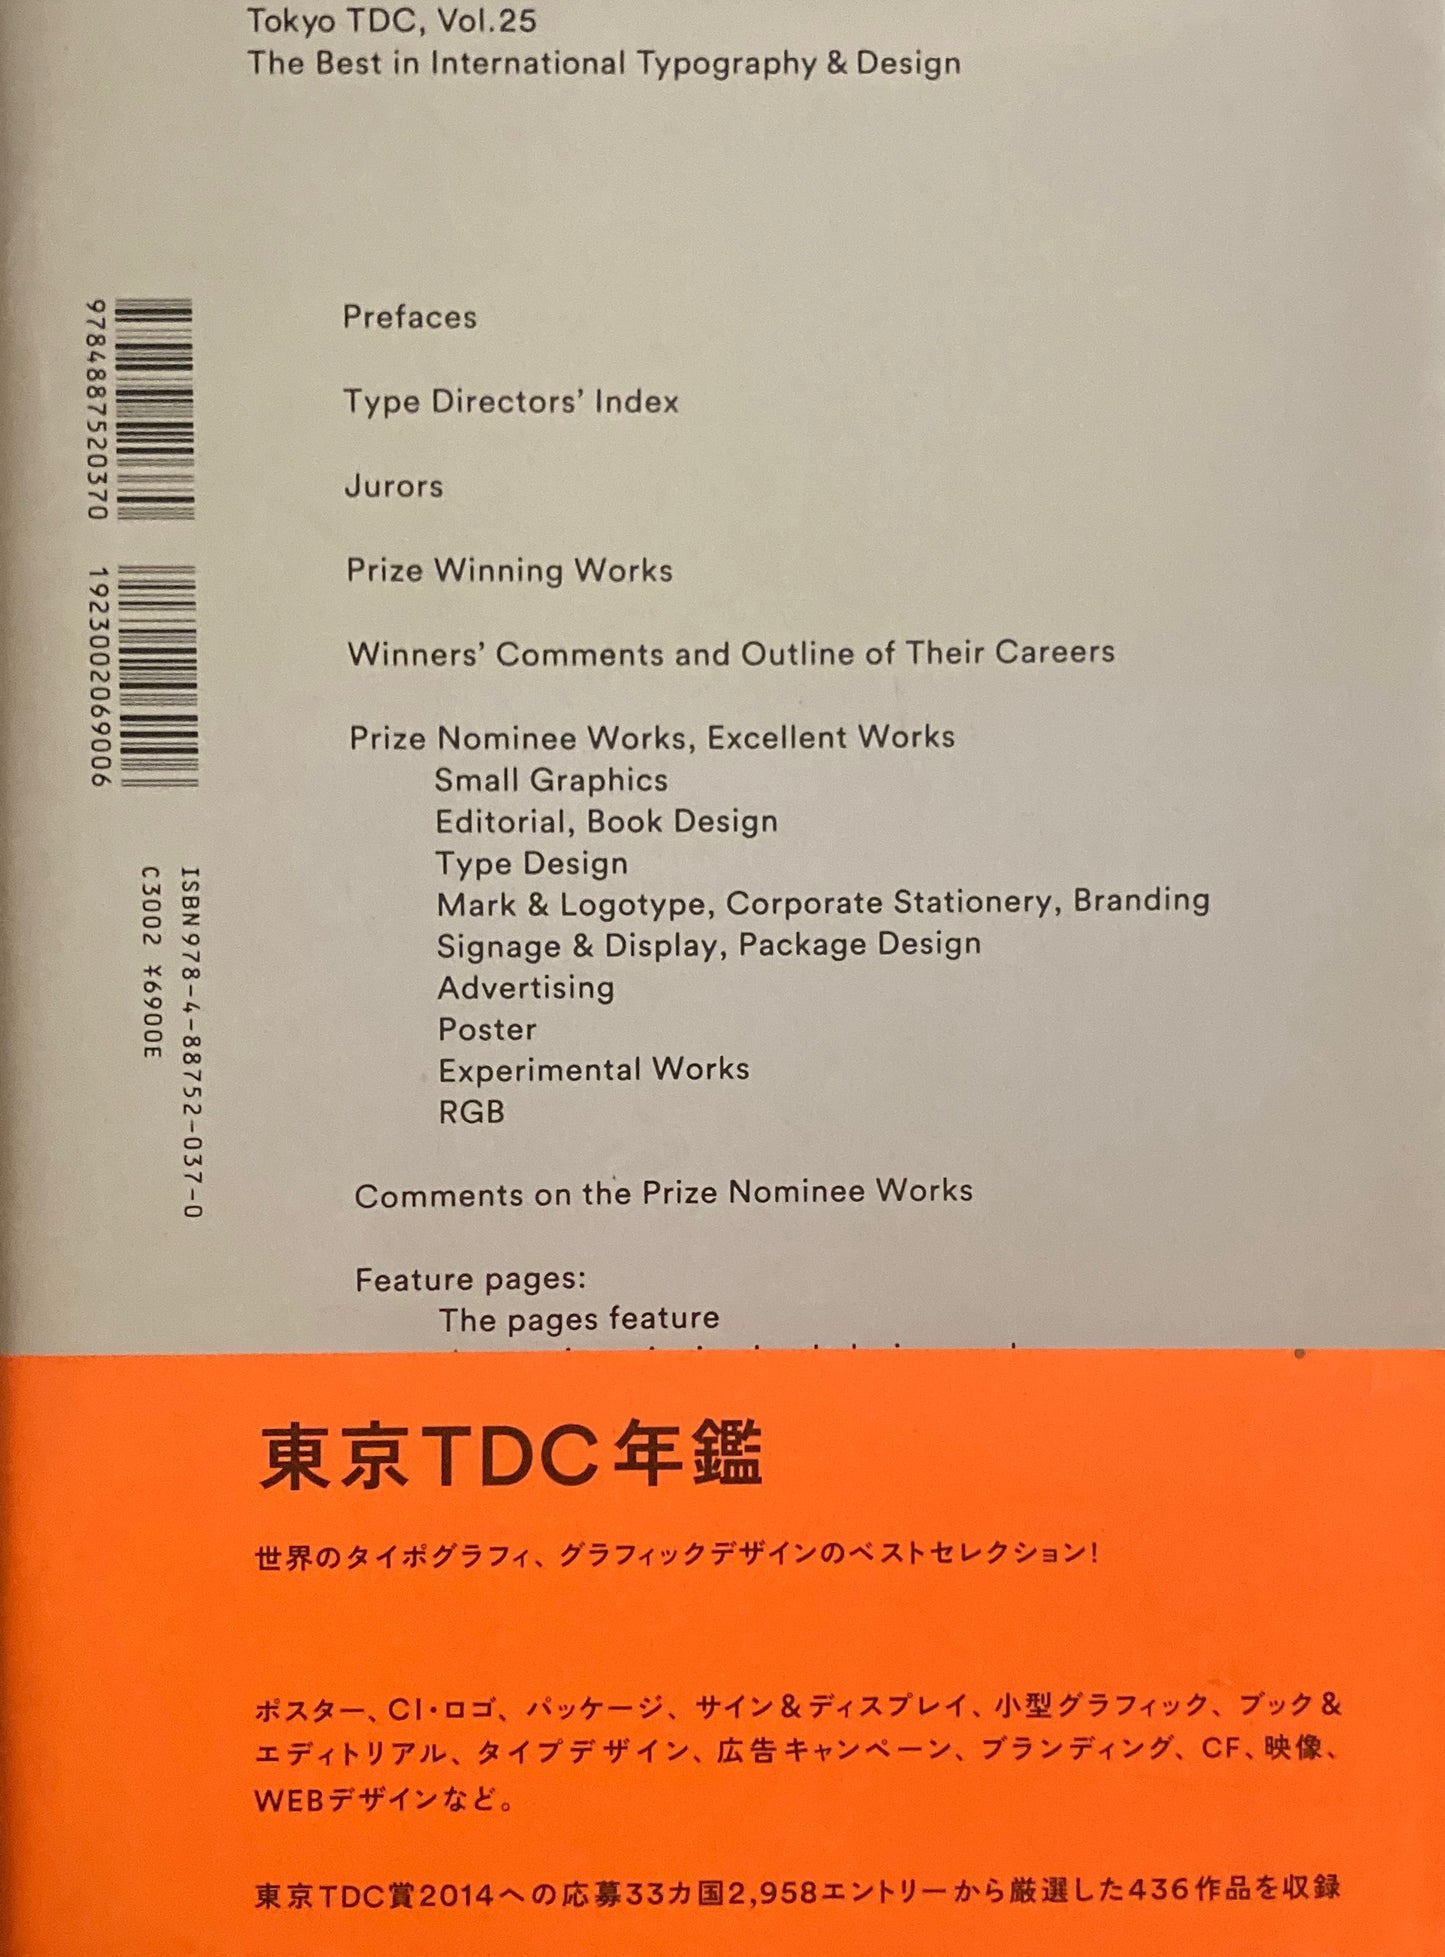 Tokyo TDC, Vol.25
The Best in International Typography & Design
9784887520370
1923002069006
ISBN978-4-88752-037-0
C3002 ¥6900E
Prefaces
Type Directors’ Index
Jurors
Prize Winning Works
Winners’ Comments and Outline of Their Careers
Prize Nominee Works, Excellent Works
Small Graphics
Editorial, Book Design
Type Design
Mark & Logotype, Corporate Stationery, Branding
Signage & Display, Package Design
Advertising
Poster
Experimental Works
RGB
Comments on the Prize Nominee Works
Feature pages:
The pages feature
東京TDC年鑑
世界のタイポグラフィ、グラフィックデザインのベストセレクション!
ポスター、CI・ロゴ、パッケージ、サイン&ディスプレイ、小型グラフィック、ブック&
エディトリアル、タイプデザイン、広告キャンペーン、ブランディング、CF、映像、
WEBデザインなど。
東京TDC賞2014への応募33カ国2,958エントリーから厳選した436作品を収録